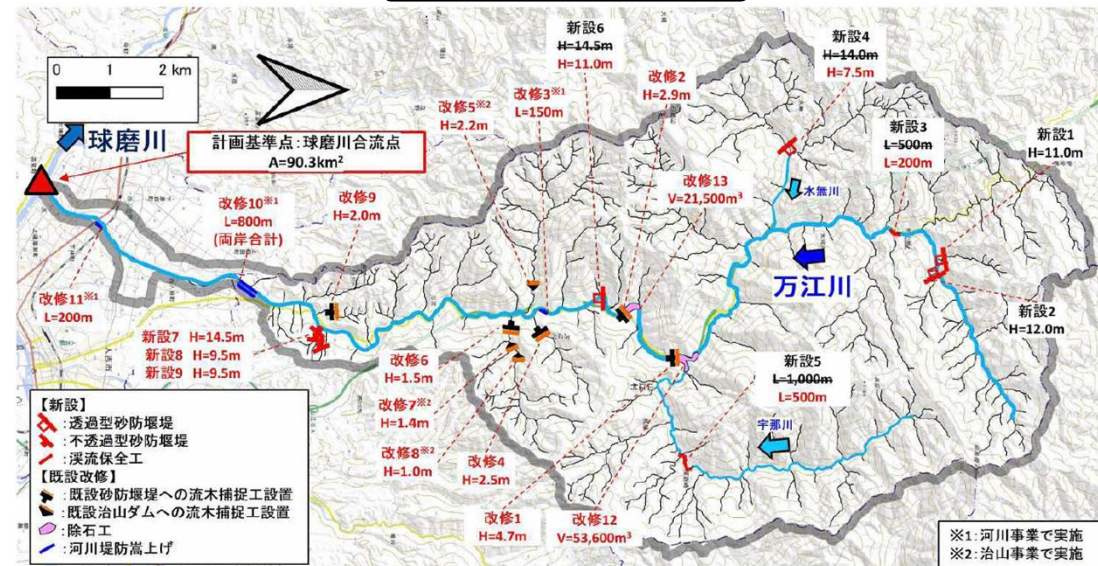 0 1 2 km
球磨川
計画基準点:球磨川合流点
A=90.3km²
新設6
H=14.5m
H=11.0m
新設4
H=14.0m
H=7.5m
改修2
H=2.9m
改修3※1
L=150m
改修5※2
H=2.2m
新設3
L=500m
L=200m
新設1
H=11.0m
改修13
V=21,500m³
水無川
改修10※1
L=800m
(両岸合計)
改修9
H=2.0m
万江川
改修11※1
L=200m
新設2
H=12.0m
新設7 H=14.5m
新設8 H=9.5m
新設9 H=9.5m
改修6
H=1.5m
新設5
L=1,000m
L=500m
改修7※2
H=1.4m
宇那川
改修8※2
H=1.0m
改修4
H=2.5m
改修1
H=4.7m
改修12
V=53,600m³
【新設】
:透過型砂防堰堤
:不透過型砂防堰堤
:渓流保全工
【既設改修】
:既設砂防堰堤への流木捕捉工設置
:既設治山ダムへの流木捕捉工設置
:除石工
:河川堤防嵩上げ
※1:河川事業で実施
※2:治山事業で実施